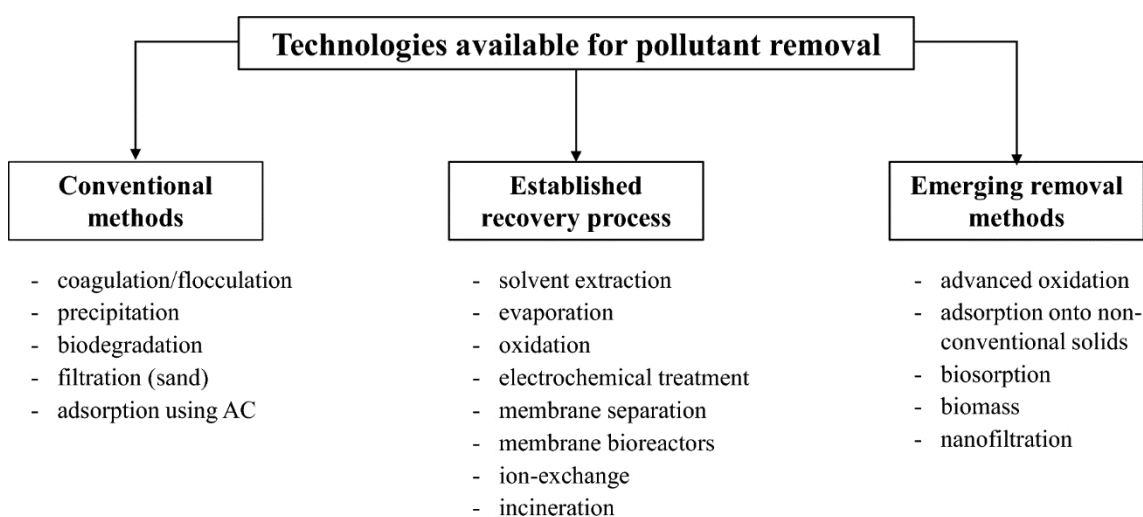 Technologies available for pollutant removal
Conventional
methods
- coagulation/flocculation
- precipitation
- biodegradation
- filtration (sand)
- adsorption using AC
Established
recovery process
- solvent extraction
- evaporation
- oxidation
- electrochemical treatment
- membrane separation
- membrane bioreactors
- ion-exchange
- incineration
Emerging removal
methods
- advanced oxidation
- adsorption onto non-
conventional solids
- biosorption
- biomass
- nanofiltration